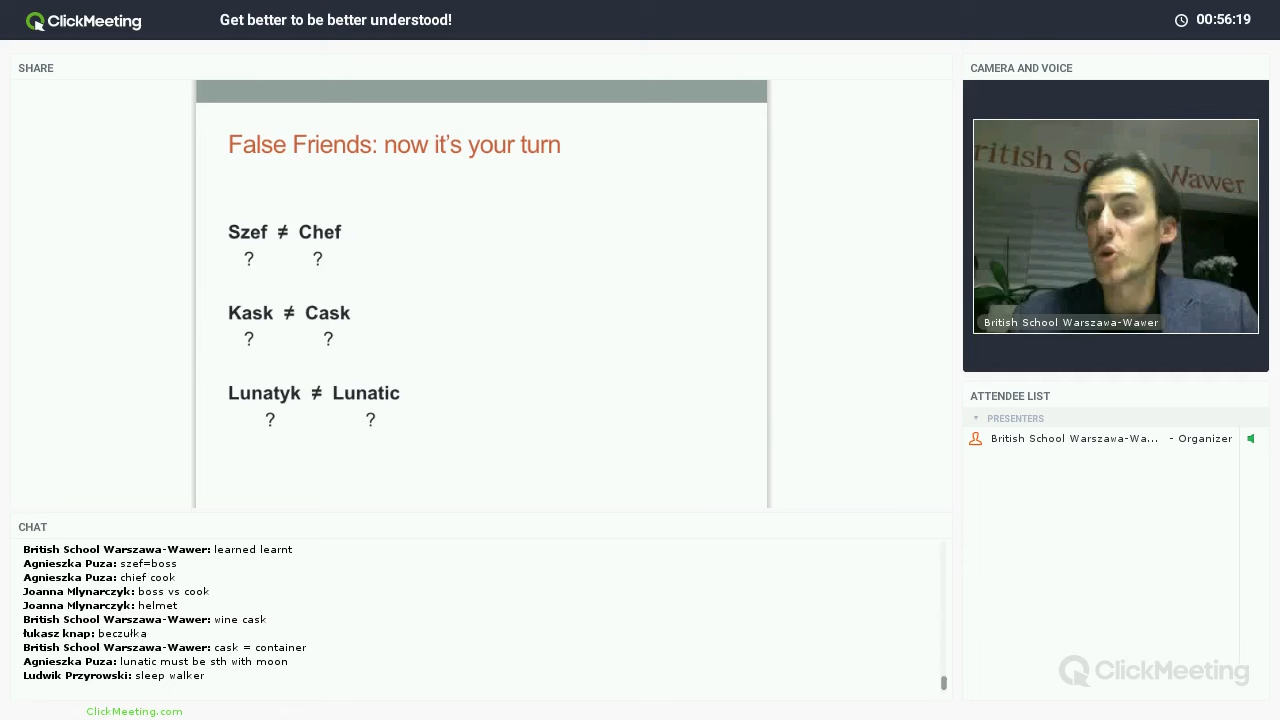 ClickMeeting
Get better to be better understood!
00:56:19
SHARE
CAMERA AND VOICE
False Friends: now it's your turn
Szef ≠ Chef
? ?
Kask ≠ Cask
? ?
Lunatyk ≠ Lunatic
? ?
British School Warszawa-Wawer
ATTENDEE LIST
PRESENTERS
British School Warszawa-Wa... - Organizer
CHAT
British School Warszawa-Wawer: learned learnt
Agnieszka Puza: szef=boss
Agnieszka Puza: chief cook
Joanna Mlynarczyk: boss vs cook
Joanna Mlynarczyk: helmet
British School Warszawa-Wawer: wine cask
łukasz knap: beczułka
British School Warszawa-Wawer: cask = container
Agnieszka Puza: lunatic must be sth with moon
Ludwik Przyrowski: sleep walker
ClickMeeting
ClickMeeting.com